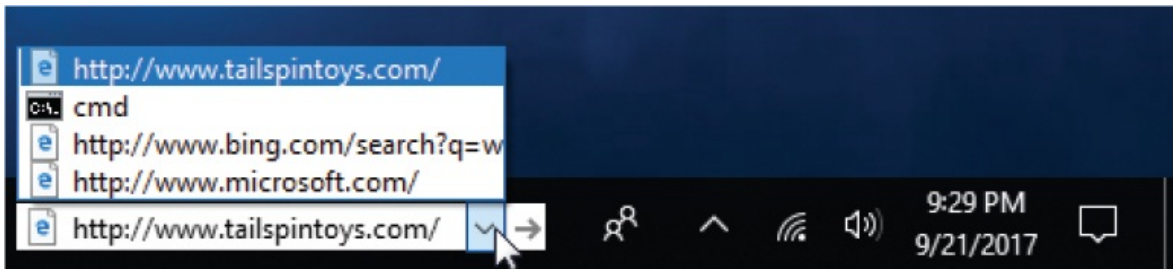 http://www.tailspintoys.com/
cmd
http://www.bing.com/search?q=w
http://www.microsoft.com/
http://www.tailspintoys.com/
9:29 PM
9/21/2017